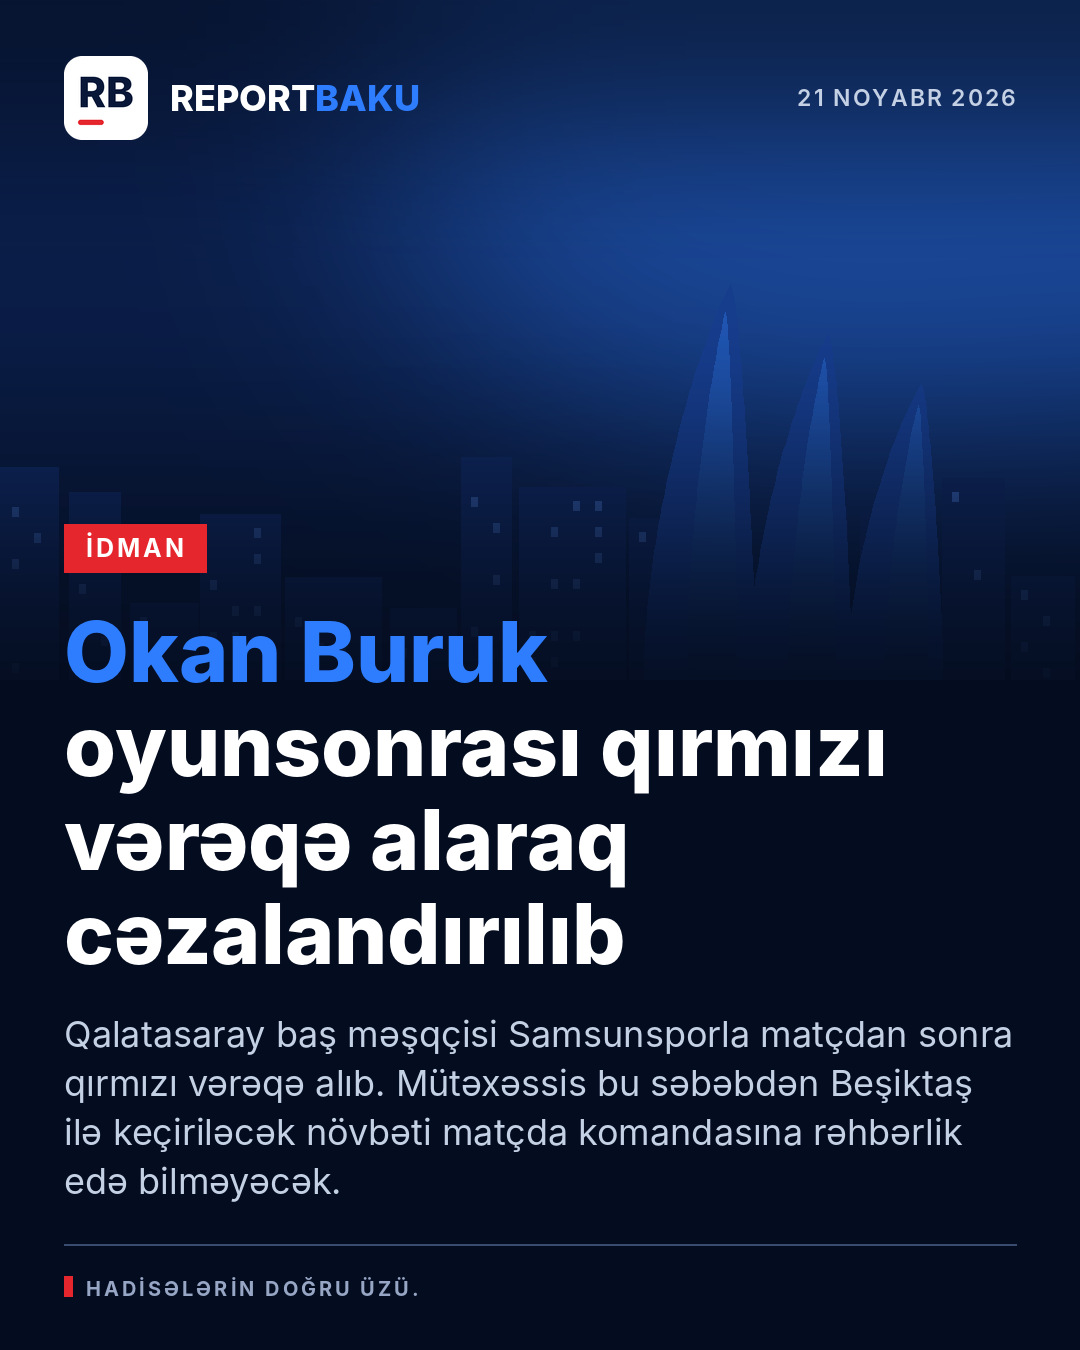 RB
REPORTBAKU
21 NOYABR 2026
İDMAN
Okan Buruk
oyunsonrası qırmızı
vərəqə alaraq
cəzalandırılıb
Qalatasaray baş məşqçisi Samsunsporla matçdan sonra
qırmızı vərəqə alıb. Mütəxəssis bu səbəbdən Beşiktaş
ilə keçiriləcək növbəti matçda komandasına rəhbərlik
edə bilməyəcək.
HADİSƏLƏRİN DOĞRU ÜZÜ.